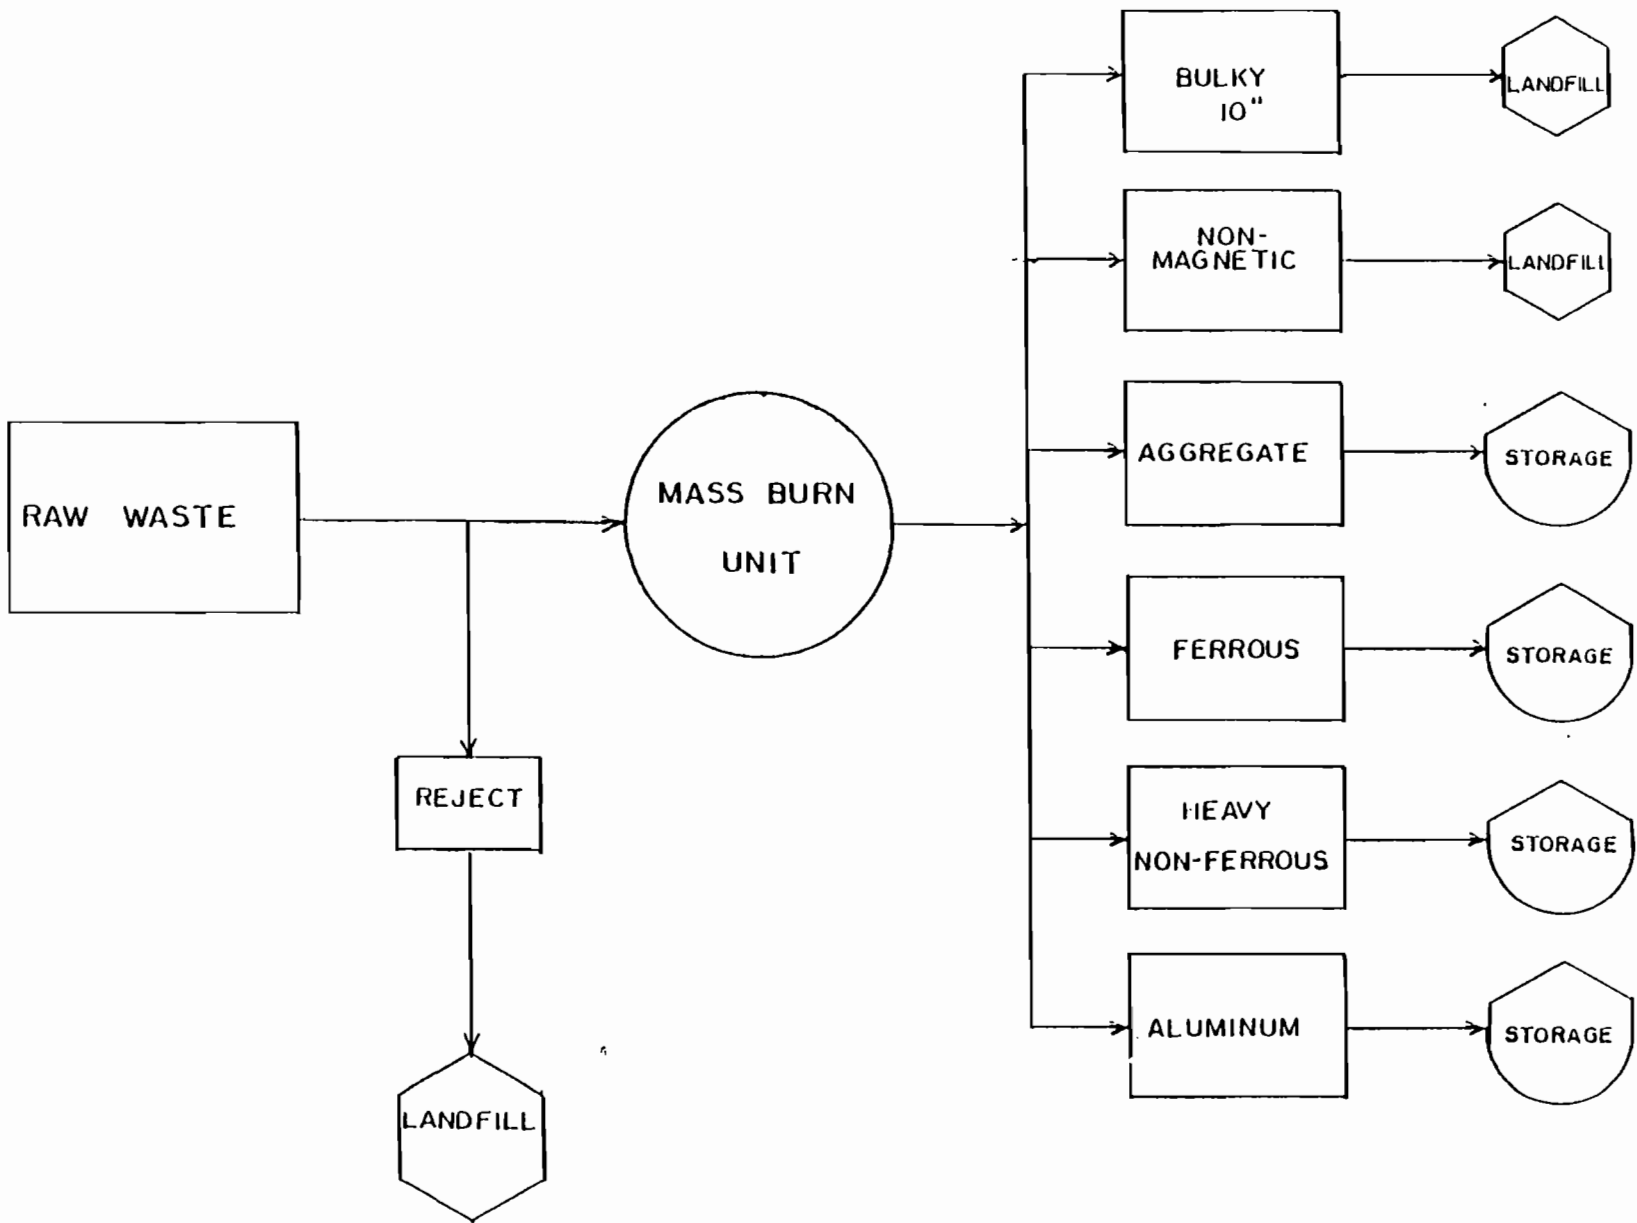 BULKY
10"
LANDFILL
NON-
MAGNETIC
LANDFILL
AGGREGATE
STORAGE
RAW WASTE
MASS BURN
UNIT
FERROUS
STORAGE
REJECT
HEAVY
NON-FERROUS
STORAGE
ALUMINUM
STORAGE
LANDFILL